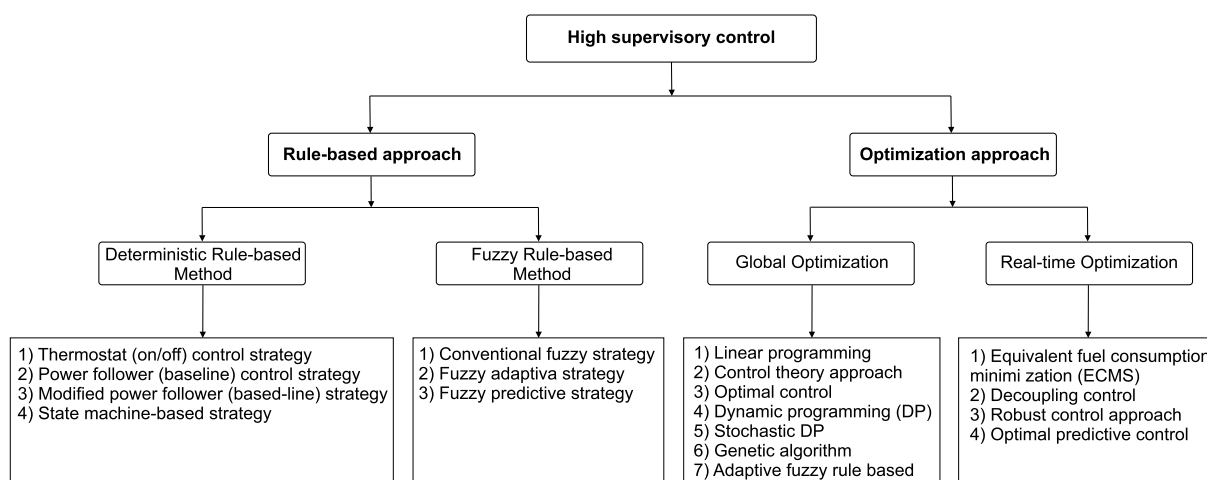 High supervisory control
Rule-based approach
Optimization approach
Deterministic Rule-based
Method
Fuzzy Rule-based
Method
Global Optimization
Real-time Optimization
1) Thermostat (on/off) control strategy
2) Power follower (baseline) control strategy
3) Modified power follower (based-line) strategy
4) State machine-based strategy
1) Conventional fuzzy strategy
2) Fuzzy adaptiva strategy
3) Fuzzy predictive strategy
1) Linear programming
2) Control theory approach
3) Optimal control
4) Dynamic programming (DP)
5) Stochastic DP
6) Genetic algorithm
7) Adaptive fuzzy rule based
1) Equivalent fuel consumption
minimi zation (ECMS)
2) Decoupling control
3) Robust control approach
4) Optimal predictive control